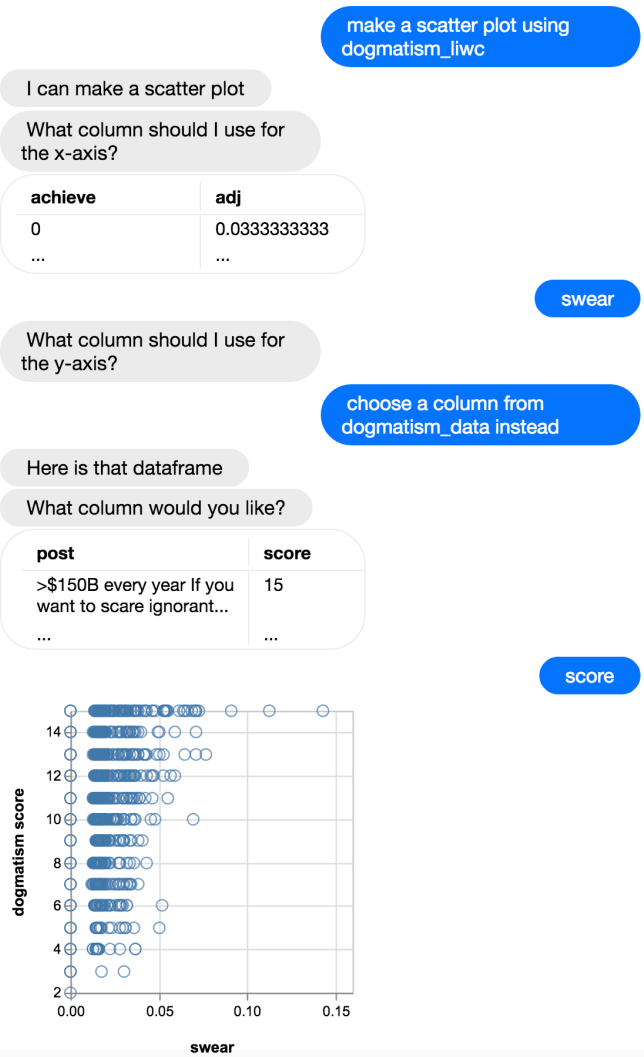 make a scatter plot using
dogmatism_liwc
I can make a scatter plot
What column should I use for
the x-axis?
achieve adj
0 0.0333333333
... ...
swear
What column should I use for
the y-axis?
choose a column from
dogmatism_data instead
Here is that dataframe
What column would you like?
post score
>$150B every year If you 15
want to scare ignorant...
... ...
score
14
12
10
8
6
4
2
dogmatism score
0.00 0.05 0.10 0.15
swear